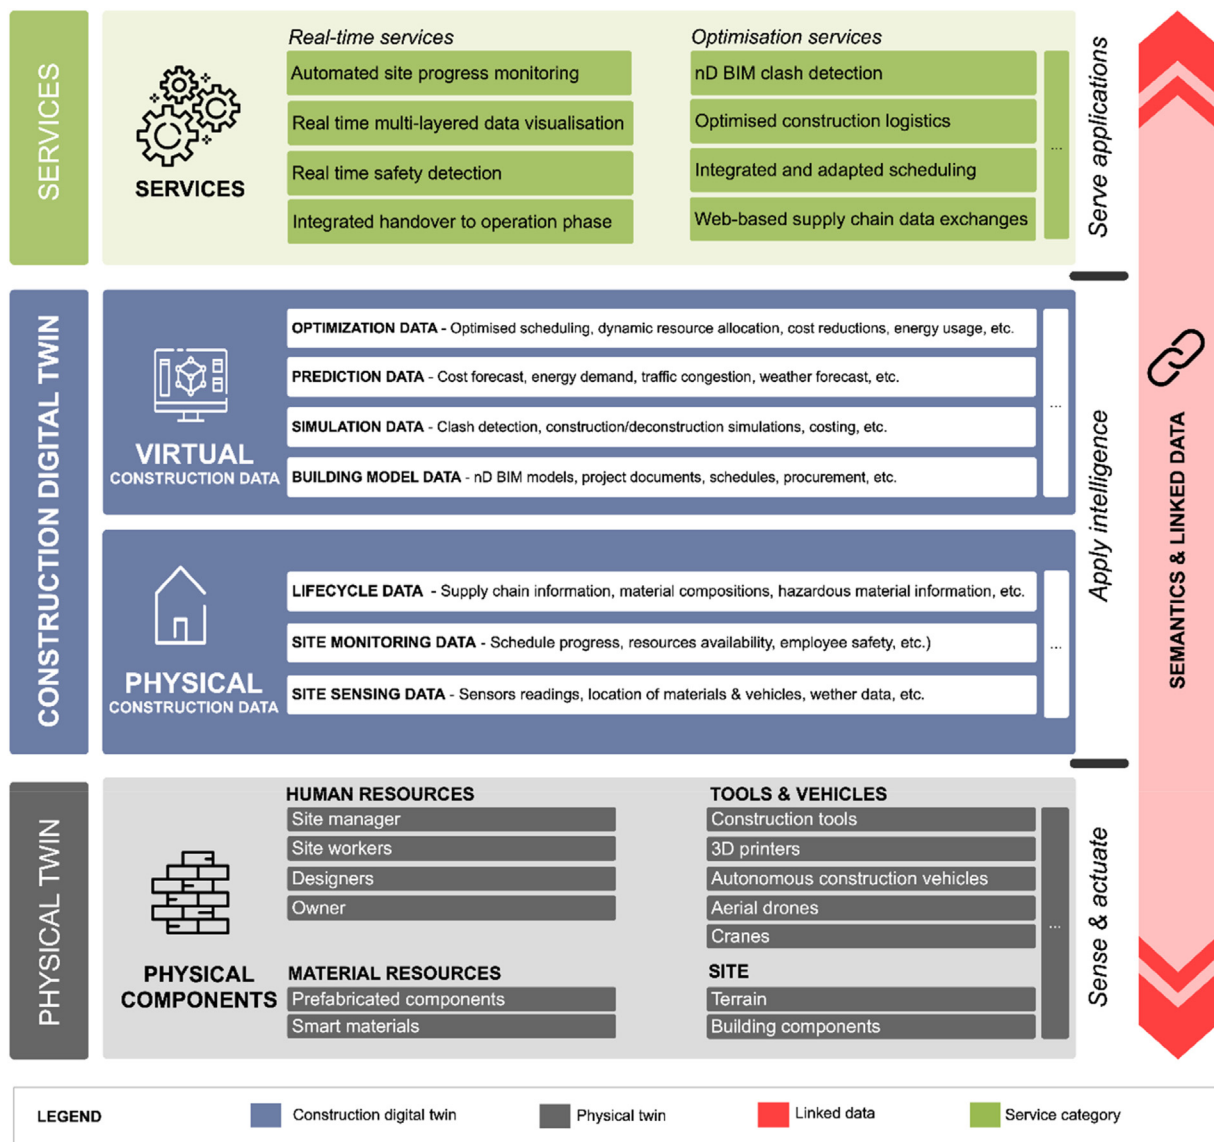 SERVICES
SERVICES
Real-time services
Automated site progress monitoring
Real time multi-layered data visualisation
Real time safety detection
Integrated handover to operation phase
Optimisation services
nD BIM clash detection
Optimised construction logistics
Integrated and adapted scheduling
Web-based supply chain data exchanges
...
Serve applications
CONSTRUCTION DIGITAL TWIN
VIRTUAL
CONSTRUCTION DATA
OPTIMIZATION DATA - Optimised scheduling, dynamic resource allocation, cost reductions, energy usage, etc.
PREDICTION DATA - Cost forecast, energy demand, traffic congestion, weather forecast, etc.
SIMULATION DATA - Clash detection, construction/deconstruction simulations, costing, etc.
BUILDING MODEL DATA - nD BIM models, project documents, schedules, procurement, etc.
...
PHYSICAL
CONSTRUCTION DATA
LIFECYCLE DATA - Supply chain information, material compositions, hazardous material information, etc.
SITE MONITORING DATA - Schedule progress, resources availability, employee safety, etc.)
SITE SENSING DATA - Sensors readings, location of materials & vehicles, wether data, etc.
...
Apply intelligence
SEMANTICS & LINKED DATA
PHYSICAL TWIN
PHYSICAL
COMPONENTS
HUMAN RESOURCES
Site manager
Site workers
Designers
Owner
MATERIAL RESOURCES
Prefabricated components
Smart materials
TOOLS & VEHICLES
Construction tools
3D printers
Autonomous construction vehicles
Aerial drones
Cranes
SITE
Terrain
Building components
...
Sense & actuate
LEGEND
Construction digital twin
Physical twin
Linked data
Service category